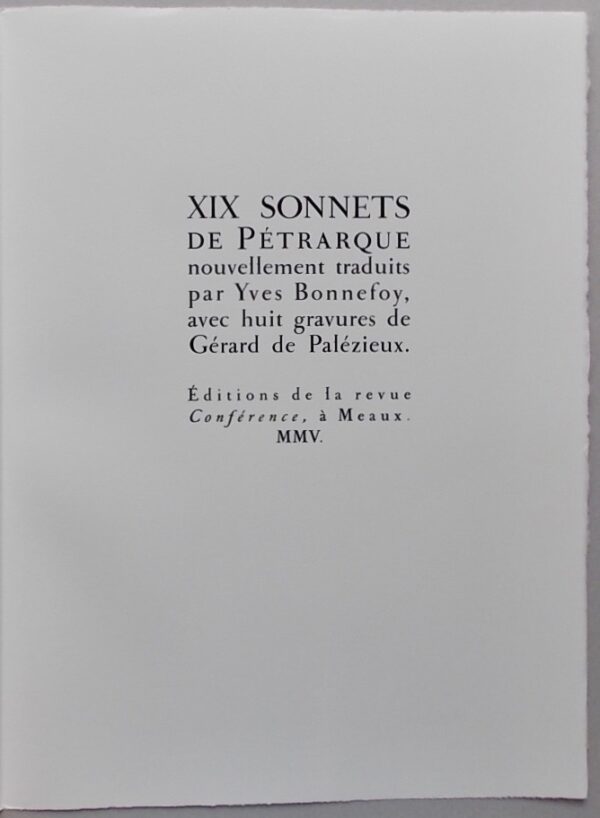 XIX SONNETS
DE PÉTRARQUE
nouvellement traduits
par Yves Bonnefoy,
avec huit gravures de
Gérard de Palézieux.
Éditions de la revue
Conférence, à Meaux.
MMV.